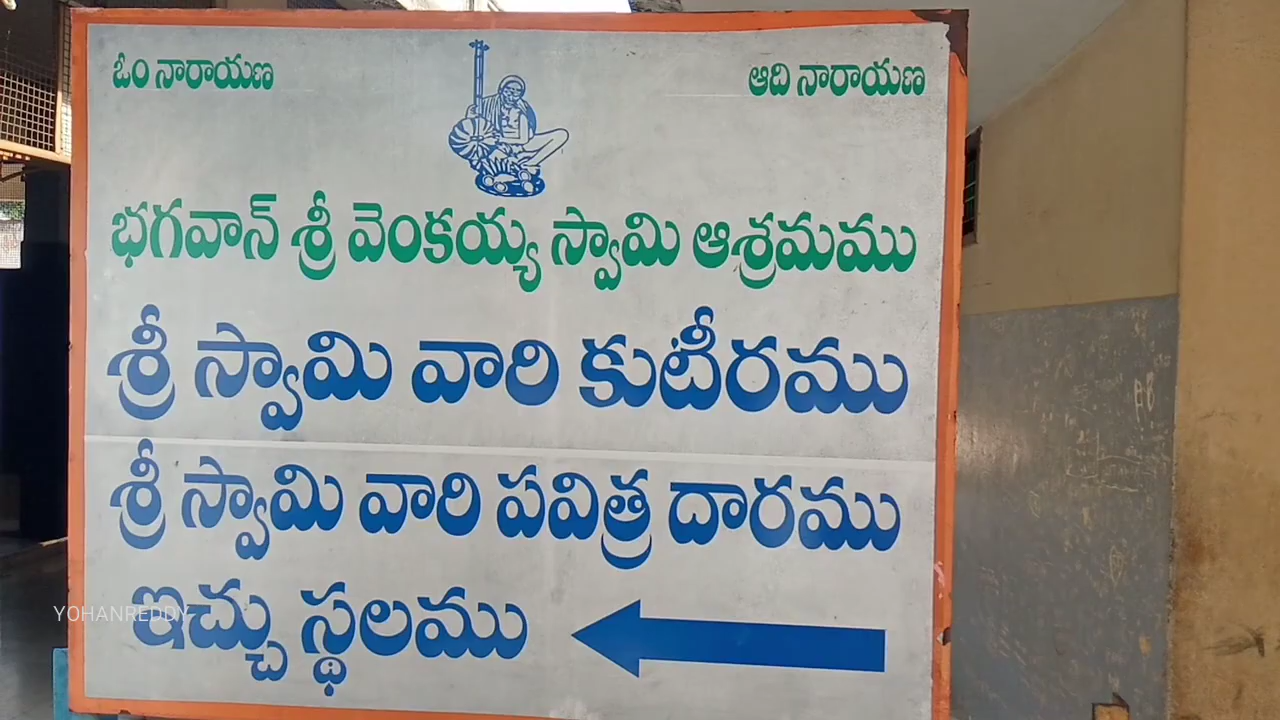 ఓం నారాయణ
ఆది నారాయణ
భగవాన్ శ్రీ వెంకయ్య స్వామి ఆశ్రమము
శ్రీ స్వామి వారి కుటీరము
శ్రీ స్వామి వారి పవిత్ర దారము
ఇచ్చు స్థలము
YOHANREDDY